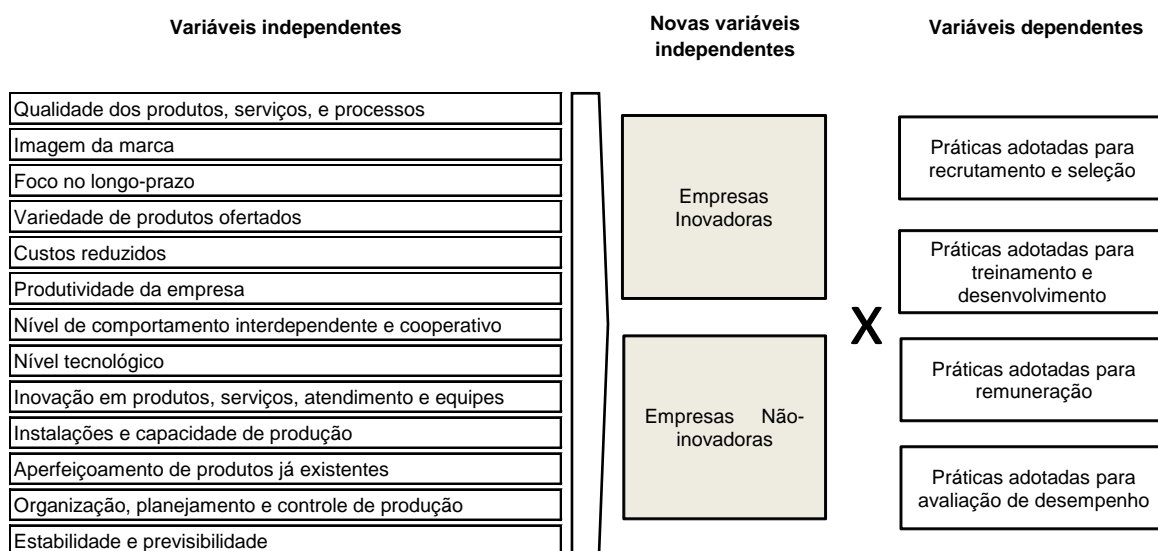 Variáveis independentes
Novas variáveis
independentes
Variáveis dependentes
Qualidade dos produtos, serviços, e processos
Imagem da marca
Foco no longo-prazo
Variedade de produtos ofertados
Custos reduzidos
Produtividade da empresa
Nível de comportamento interdependente e cooperativo
Nível tecnológico
Inovação em produtos, serviços, atendimento e equipes
Instalações e capacidade de produção
Aperfeiçoamento de produtos já existentes
Organização, planejamento e controle de produção
Estabilidade e previsibilidade
Empresas
Inovadoras
Empresas Não-
inovadoras
X
Práticas adotadas para
recrutamento e seleção
Práticas adotadas para
treinamento e
desenvolvimento
Práticas adotadas para
remuneração
Práticas adotadas para
avaliação de desempenho